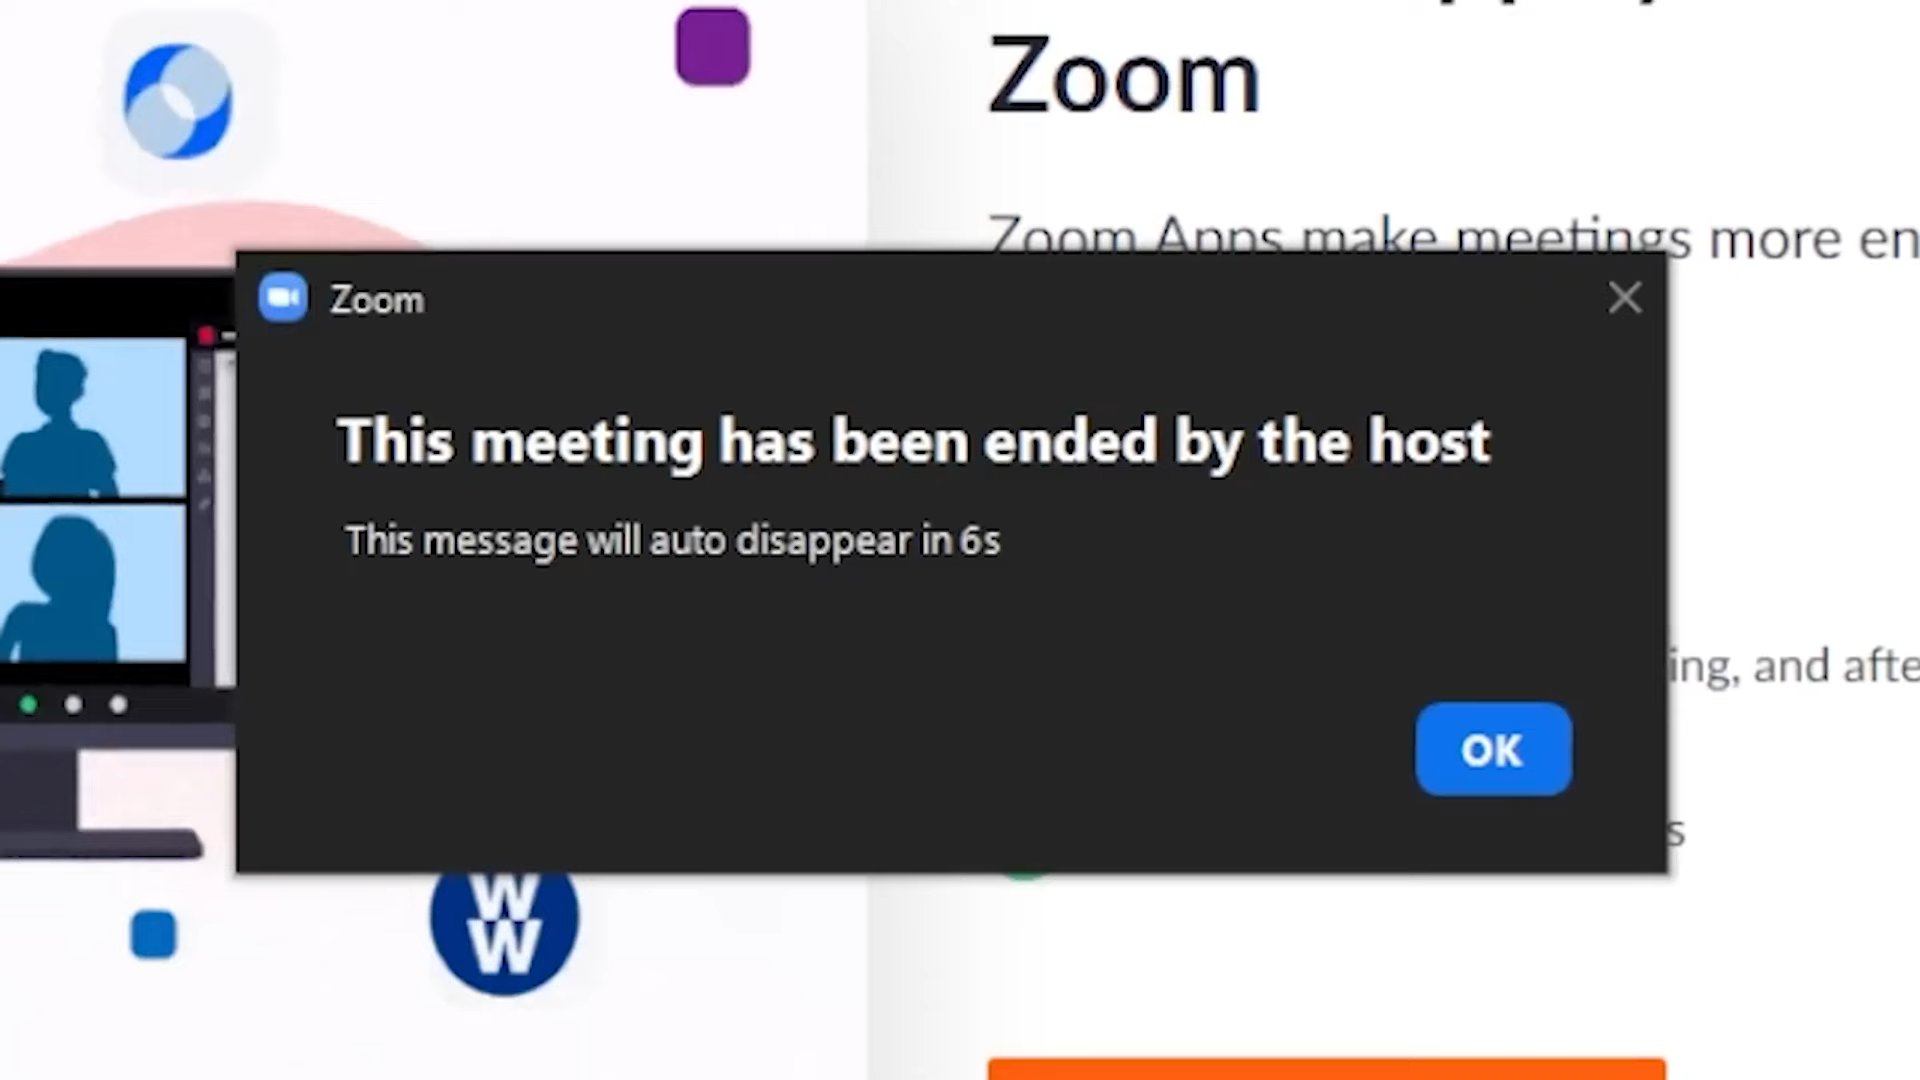 Zoom
Zoom Apps make meetings more en
Zoom
This meeting has been ended by the host
This message will auto disappear in 6s
ing, and afte
OK
s
W
W